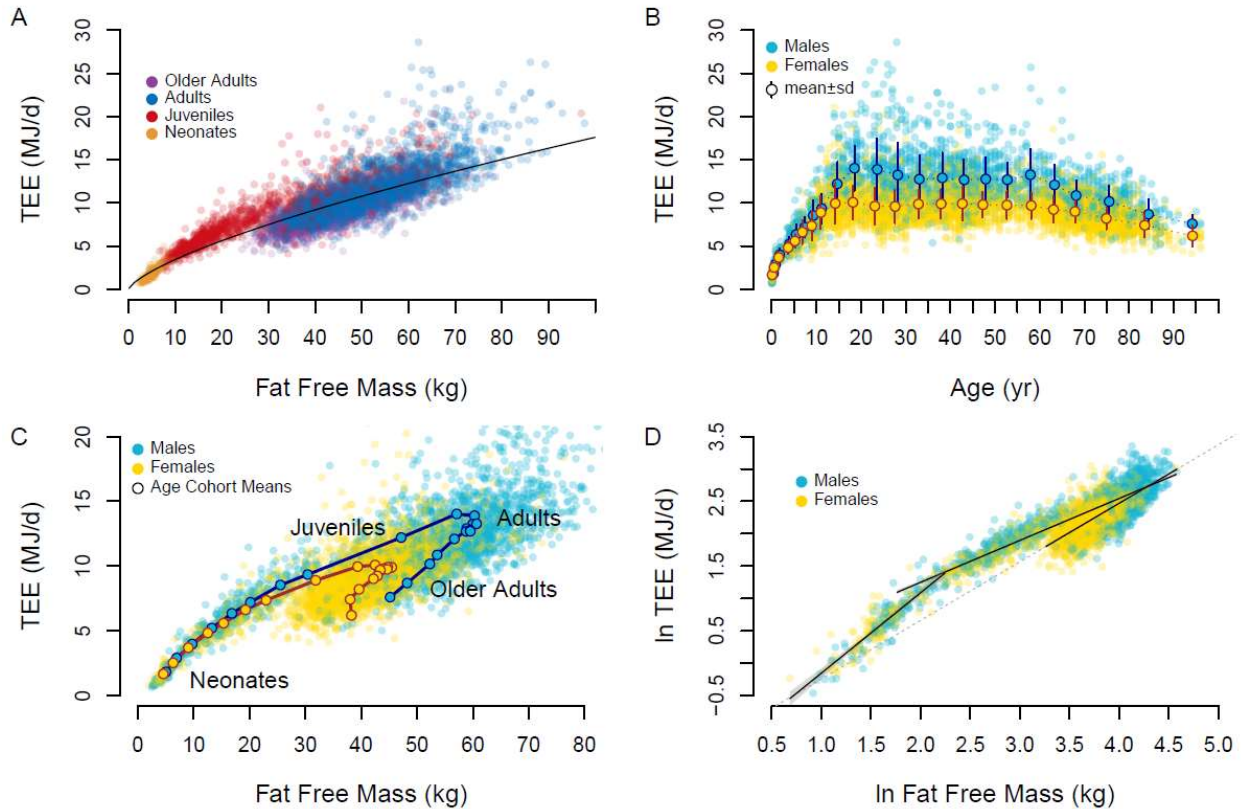 A
TEE (MJ/d)
30
25
20
15
10
5
0
Older Adults
Adults
Juveniles
Neonates
0 10 20 30 40 50 60 70 80 90
Fat Free Mass (kg)
B
TEE (MJ/d)
30
25
20
15
10
5
0
Males
Females
mean±sd
0 10 20 30 40 50 60 70 80 90
Age (yr)
C
TEE (MJ/d)
20
15
10
5
0
Males
Females
Age Cohort Means
Juveniles
Adults
Older Adults
Neonates
0 10 20 30 40 50 60 70 80
Fat Free Mass (kg)
D
ln TEE (MJ/d)
3.5
2.5
1.5
0.5
−0.5
Males
Females
0.5 1.0 1.5 2.0 2.5 3.0 3.5 4.0 4.5 5.0
ln Fat Free Mass (kg)